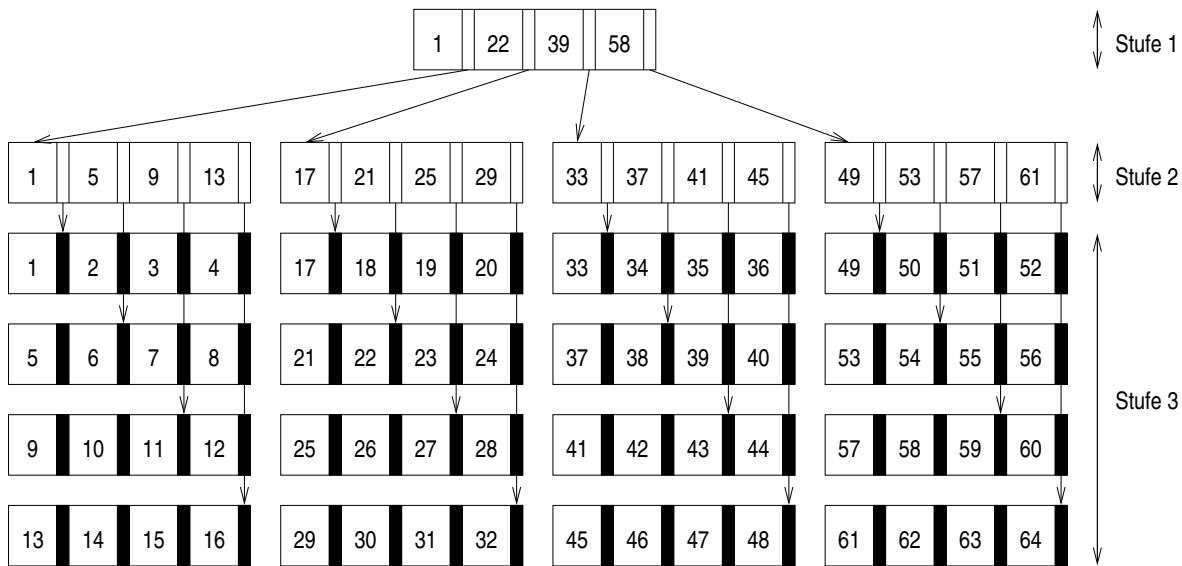 1 22 39 58 Stufe 1
1 5 9 13 17 21 25 29 33 37 41 45 49 53 57 61 Stufe 2
1 2 3 4 17 18 19 20 33 34 35 36 49 50 51 52
5 6 7 8 21 22 23 24 37 38 39 40 53 54 55 56
Stufe 3
9 10 11 12 25 26 27 28 41 42 43 44 57 58 59 60
13 14 15 16 29 30 31 32 45 46 47 48 61 62 63 64